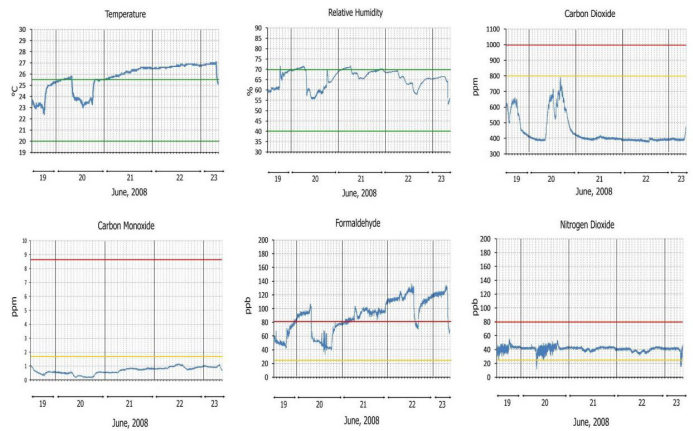 Temperature
30
29
28
27
26
25
24
23
22
21
20
19
°C
19 20 21 22 23
June, 2008
Relative Humidity
90
85
80
75
70
65
60
55
50
45
40
35
30
%
19 20 21 22 23
June, 2008
Carbon Dioxide
1100
1000
900
800
700
600
500
400
300
ppm
19 20 21 22 23
June, 2008
Carbon Monoxide
10
9
8
7
6
5
4
3
2
1
0
ppm
19 20 21 22 23
June, 2008
Formaldehyde
200
180
160
140
120
100
80
60
40
20
0
ppb
19 20 21 22 23
June, 2008
Nitrogen Dioxide
200
180
160
140
120
100
80
60
40
20
0
ppb
19 20 21 22 23
June, 2008